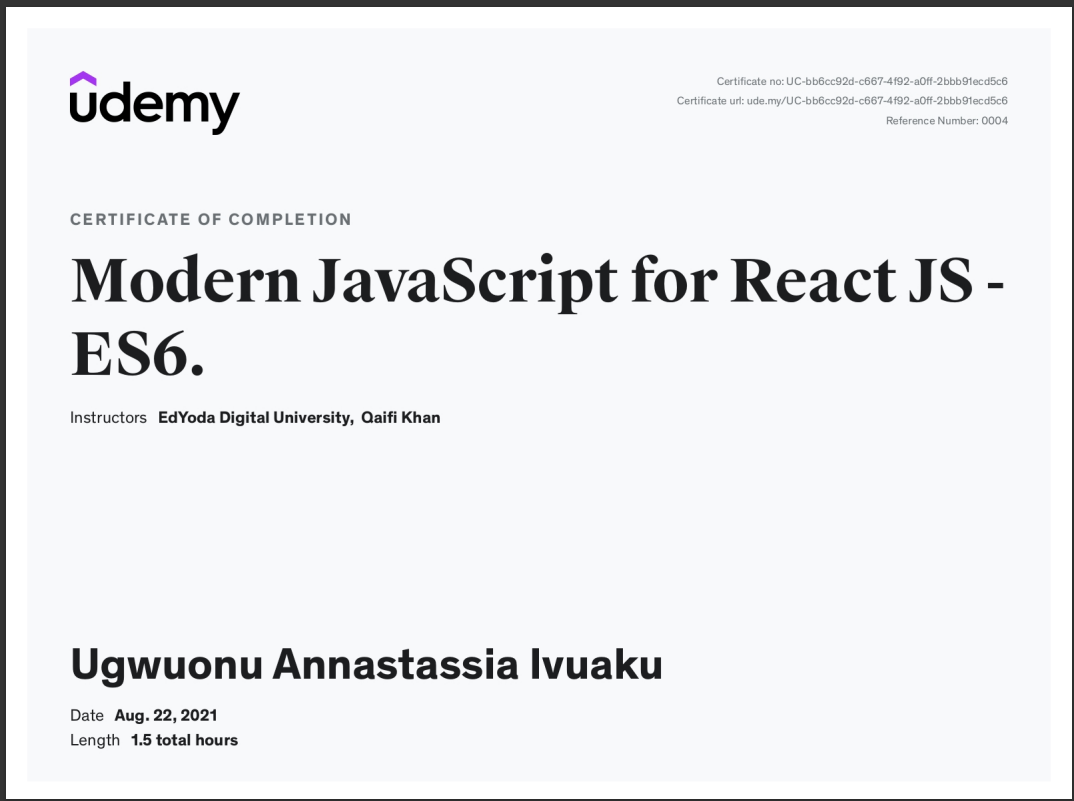 udemy
Certificate no: UC-bb6cc92d-c667-4f92-a0ff-2bbb91ecd5c6
Certificate url: ude.my/UC-bb6cc92d-c667-4f92-a0ff-2bbb91ecd5c6
Reference Number: 0004
CERTIFICATE OF COMPLETION
Modern JavaScript for React JS -
ES6.
Instructors EdYoda Digital University, Qaifi Khan
Ugwuonu Annastassia Ivuaku
Date Aug. 22, 2021
Length 1.5 total hours